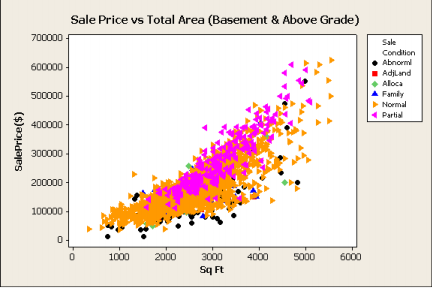 Sale Price vs Total Area (Basement & Above Grade)
SalePrice($)
700000
600000
500000
400000
300000
200000
100000
0
0
1000
2000
3000
4000
5000
6000
Sq Ft
Sale
Condition
Abnorml
AdjLand
Alloca
Family
Normal
Partial